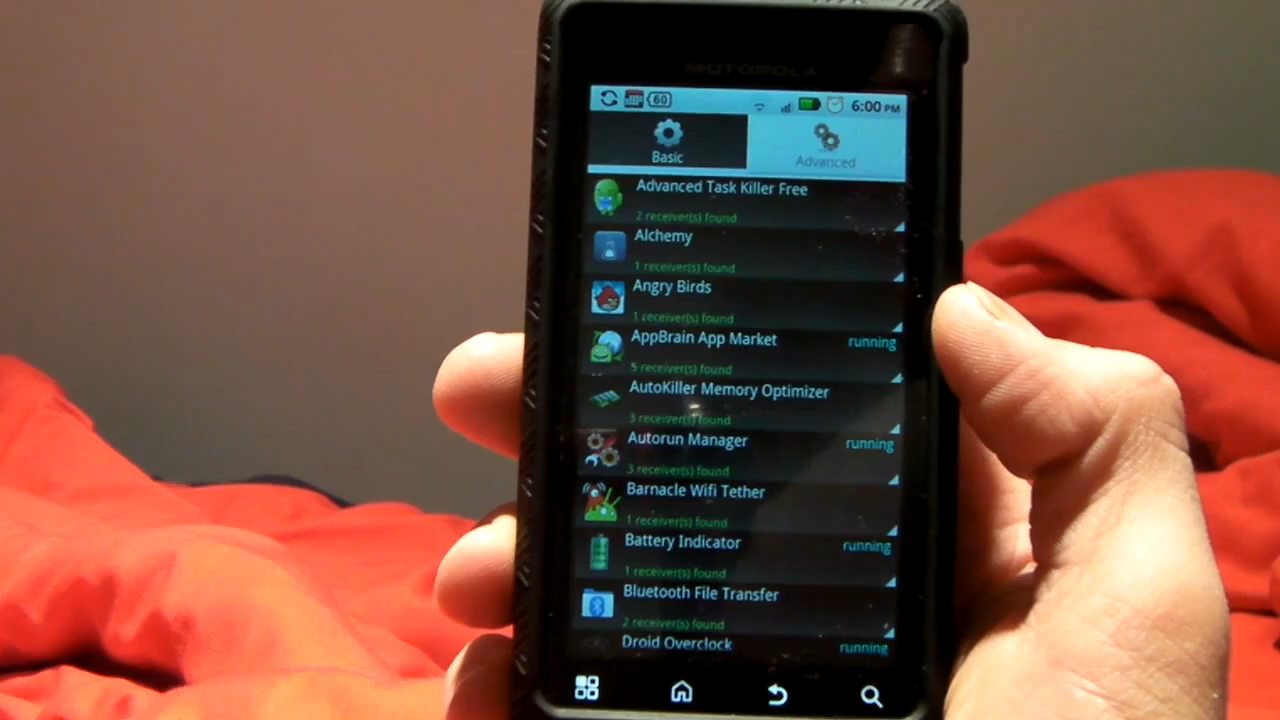 MOTOROLA
60 6:00 PM
Basic Advanced
Advanced Task Killer Free
2 receiver(s) found
Alchemy
1 receiver(s) found
Angry Birds
1 receiver(s) found
AppBrain App Market running
5 receiver(s) found
AutoKiller Memory Optimizer
3 receiver(s) found
Autorun Manager running
3 receiver(s) found
Barnacle Wifi Tether
1 receiver(s) found
Battery Indicator running
1 receiver(s) found
Bluetooth File Transfer
2 receiver(s) found
Droid Overclock running